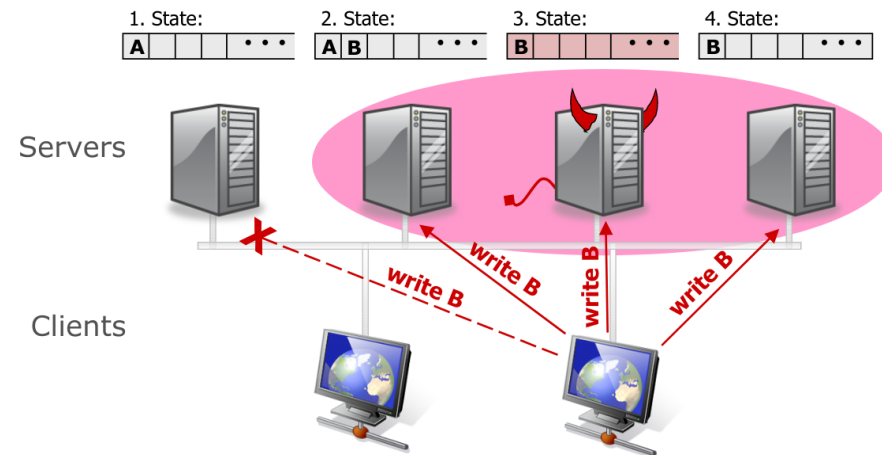 1. State: 2. State: 3. State: 4. State:
A • • • A B • • • B • • • B • • •
Servers
write B write B write B write B
Clients